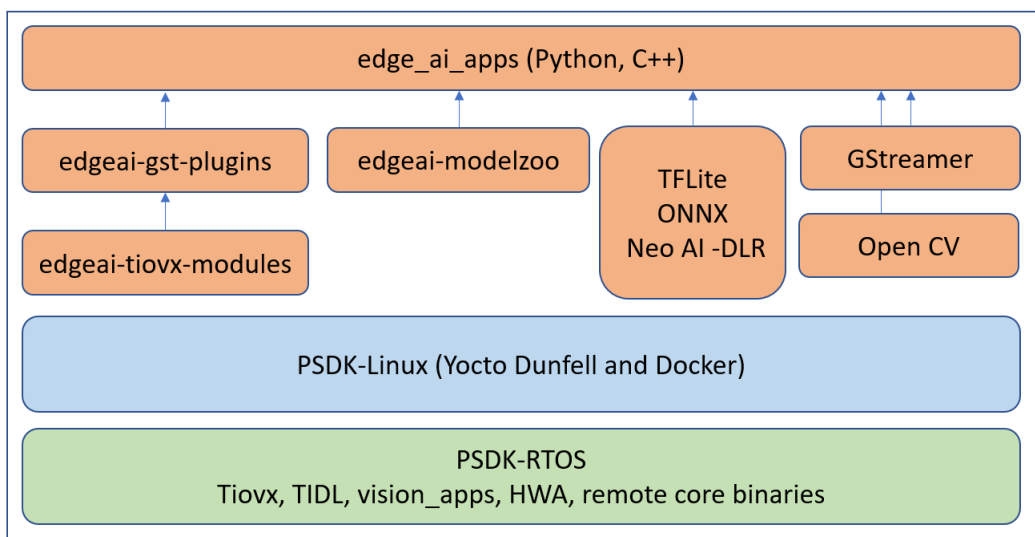 edge_ai_apps (Python, C++)
edgeai-gst-plugins
edgeai-modelzoo
TFLite
ONNX
Neo AI -DLR
GStreamer
edgeai-tiovx-modules
Open CV
PSDK-Linux (Yocto Dunfell and Docker)
PSDK-RTOS
Tiovx, TIDL, vision_apps, HWA, remote core binaries